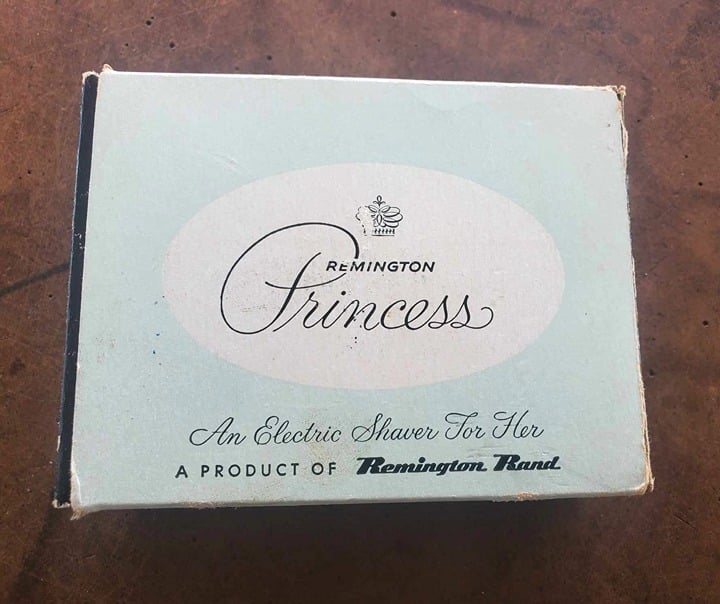 REMINGTON
Princess
An Electric Shaver For Her
A PRODUCT OF Remington Rand